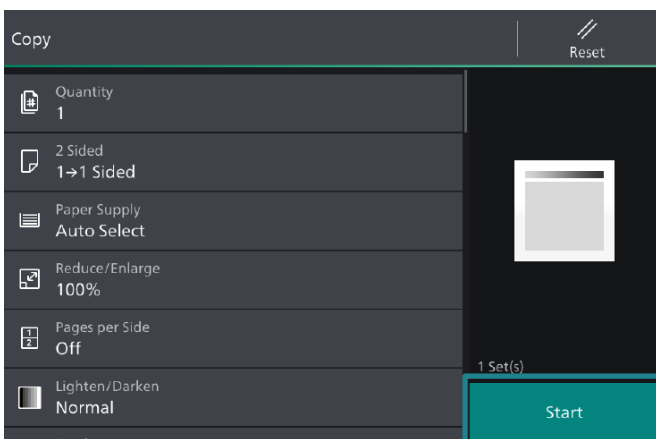 Copy
Reset
Quantity
1
2 Sided
1→1 Sided
Paper Supply
Auto Select
Reduce/Enlarge
100%
Pages per Side
Off
Lighten/Darken
Normal
1 Set(s)
Start